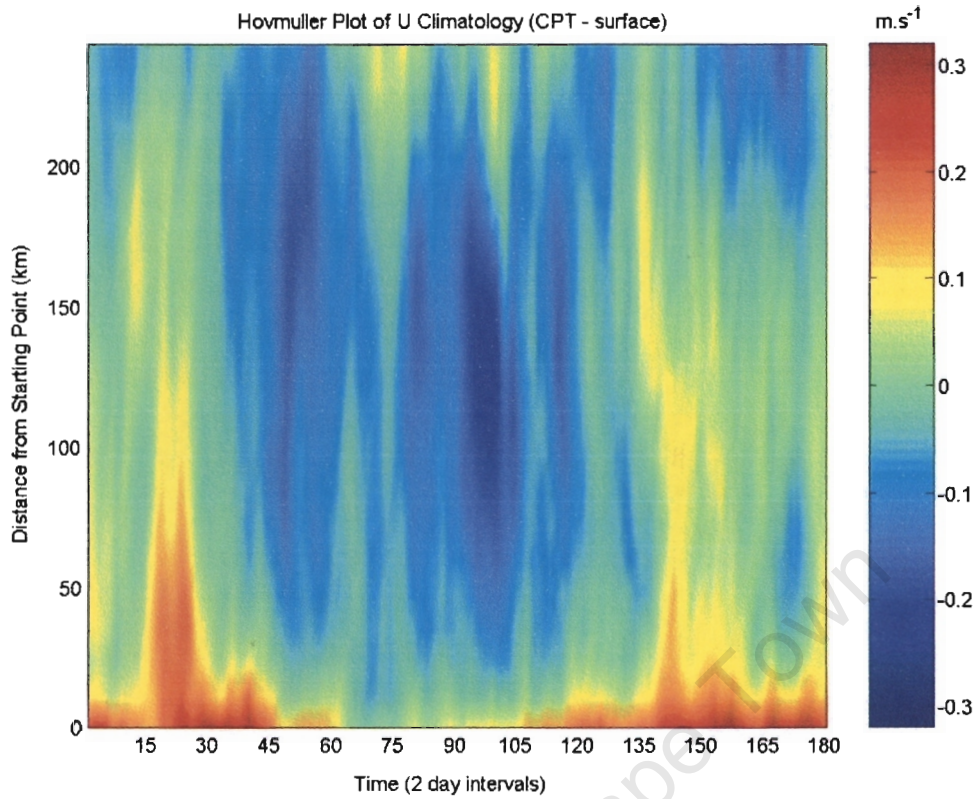 Hovmuller Plot of U Climatology (CPT - surface)
m.s-1
0.3
0.2
0.1
0
-0.1
-0.2
-0.3
200
150
100
50
0
Distance from Starting Point (km)
15 30 45 60 75 90 105 120 135 150 165 180
Time (2 day intervals)
Town